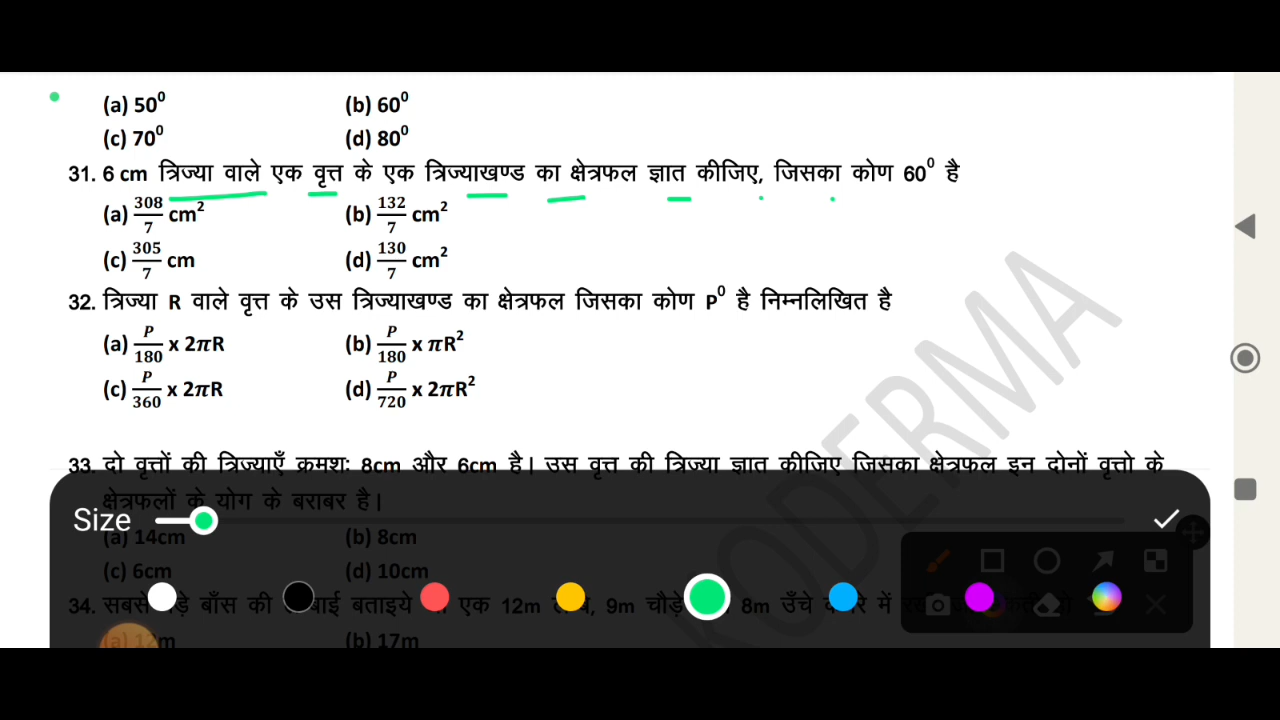 (a) 50⁰ (b) 60⁰
(c) 70⁰ (d) 80⁰
31. 6 cm त्रिज्या वाले एक वृत्त के एक त्रिज्याखण्ड का क्षेत्रफल ज्ञात कीजिए, जिसका कोण 60⁰ है
(a) 308/7 cm² (b) 132/7 cm²
(c) 305/7 cm (d) 130/7 cm²
32. त्रिज्या R वाले वृत्त के उस त्रिज्याखण्ड का क्षेत्रफल जिसका कोण P⁰ है निम्नलिखित है
(a) P/180 x 2πR (b) P/180 x πR²
(c) P/360 x 2πR (d) P/720 x 2πR²
33. दो वृत्तों की त्रिज्याएँ क्रमशः 8cm और 6cm है। उस वृत्त की त्रिज्या ज्ञात कीजिए जिसका क्षेत्रफल इन दोनों वृत्तो के
क्षेत्रफलों के योग के बराबर है।
Size
(a) 14cm (b) 8cm
(c) 6cm (d) 10cm
34. सबसे बाँस की बताइये एक 12m 9m चौड़े 8m उँचे में
(a) 12m (b) 17m
KODERMA